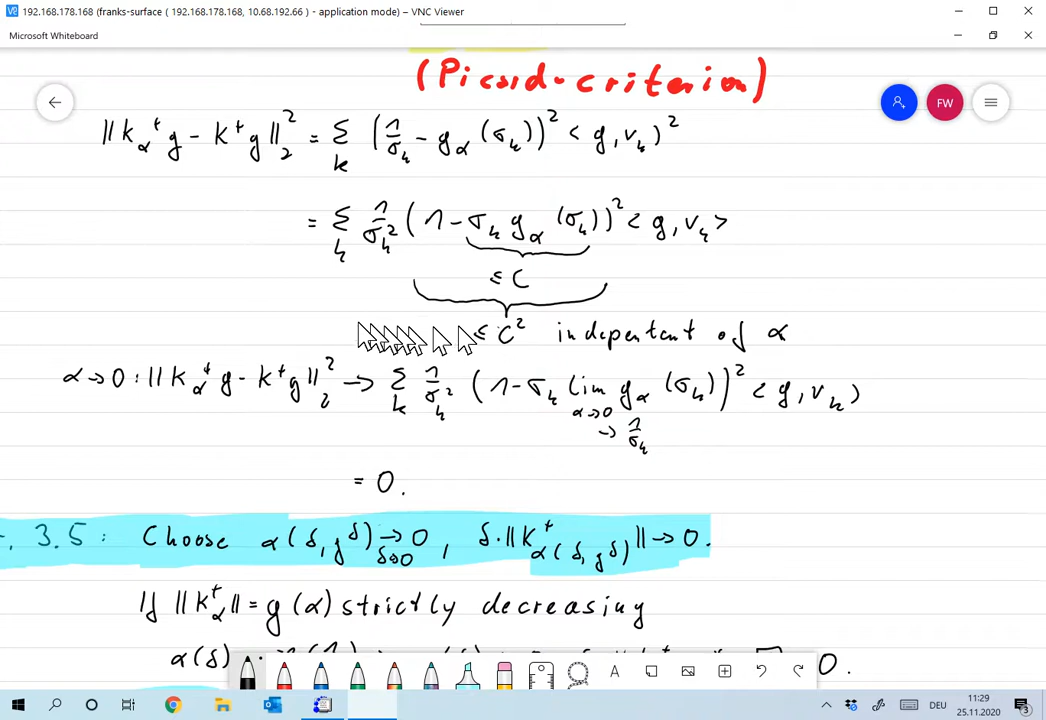 192.168.178.168 (franks-surface ( 192.168.178.168, 10.68.192.66 ) - application mode) – VNC Viewer
Microsoft Whiteboard
(Picard-criterion)
FW
‖K_α^+ g - K^+ g‖_2^2 = Σ_k (1/σ_k - g_α(σ_k))^2 <g, v_k)^2
= Σ_k 1/σ_k^2 (1 - σ_k g_α(σ_k))^2 <g, v_k>
≤ C
≤ C^2 indepentent of α
α→0: ‖K_α^+ g - K^+ g‖_2^2 → Σ_k 1/σ_k^2 (1 - σ_k lim_{α→0} g_α(σ_k))^2 <g, v_k)
→ 1/σ_k
= 0.
3.5: Choose α(δ, g^δ) →_{δ→0} 0, δ·‖K^+_{α(δ, g^δ)}‖ → 0.
If ‖K_α^+‖ = g(α) strictly decreasing
α(δ) 0.
A
DEU
11:29
25.11.2020
3